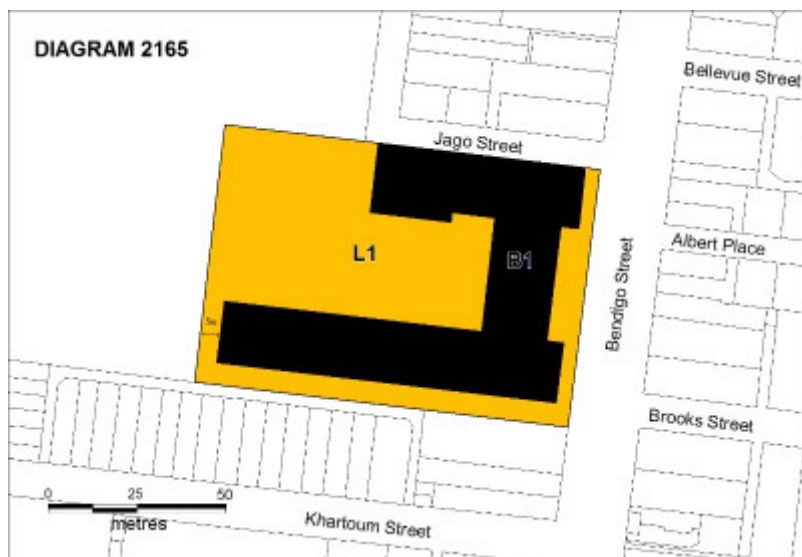 DIAGRAM 2165
Bellevue Street
Jago Street
Albert Place
L1
B1
Bendigo Street
Brooks Street
0 25 50
metres
Khartoum Street